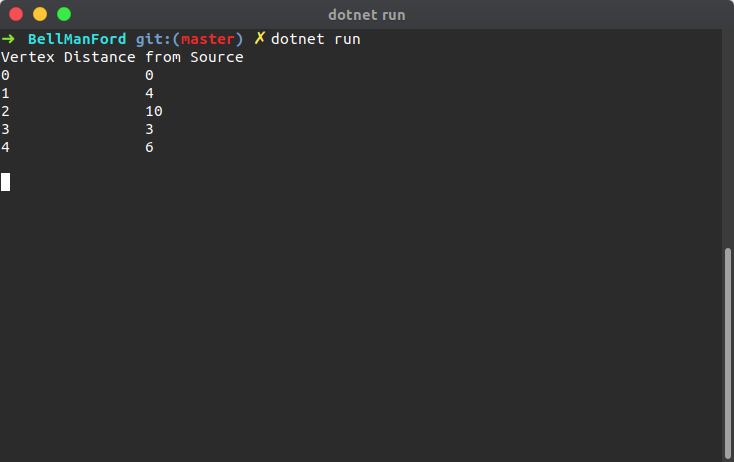 dotnet run
➜ BellManFord git:(master) ✗ dotnet run
Vertex Distance from Source
0 0
1 4
2 10
3 3
4 6